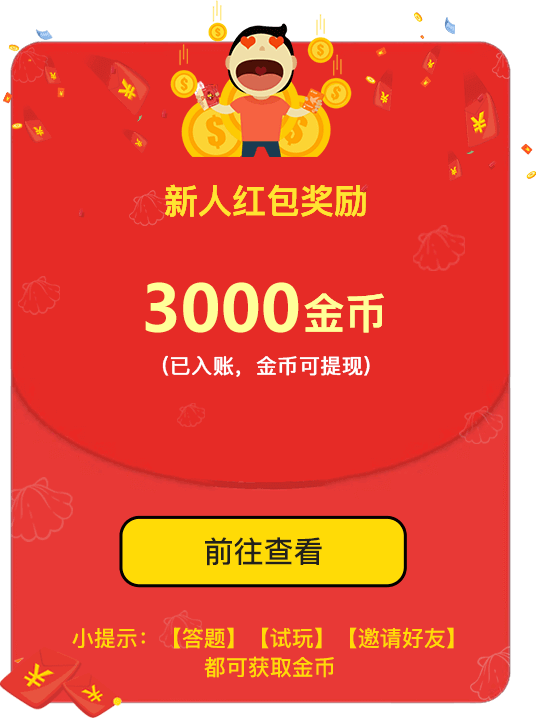 新人红包奖励
3000金币
（已入账，金币可提现）
前往查看
小提示：【答题】【试玩】【邀请好友】
都可获取金币